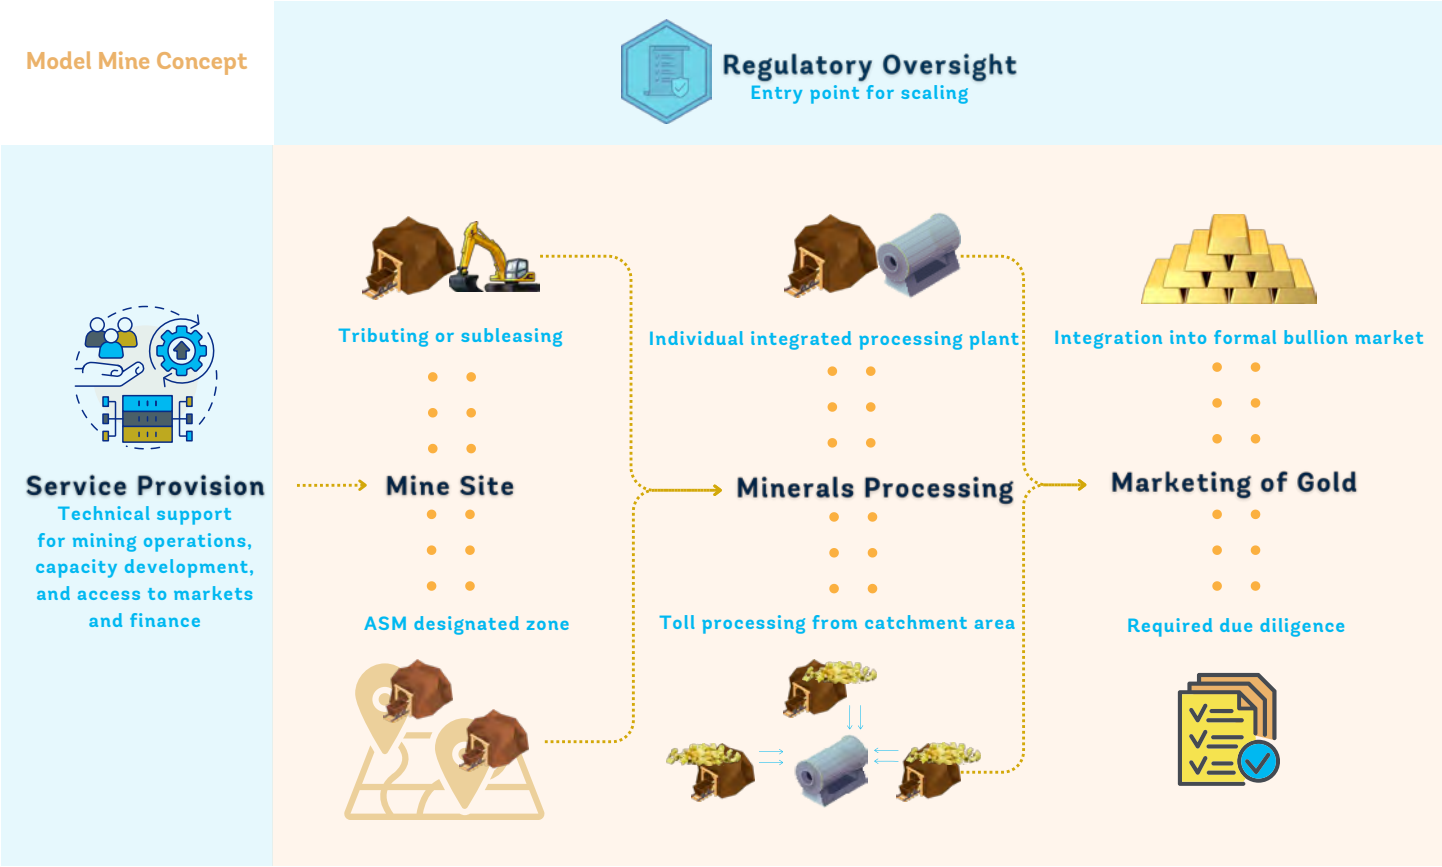 Model Mine Concept
Regulatory Oversight
Entry point for scaling
Tributing or subleasing
Individual integrated processing plant
Integration into formal bullion market
Service Provision
Technical support
for mining operations,
capacity development,
and access to markets
and finance
Mine Site
Minerals Processing
Marketing of Gold
ASM designated zone
Toll processing from catchment area
Required due diligence